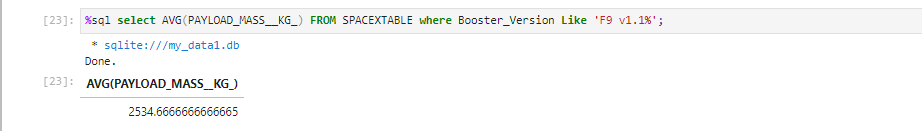 [23]: %sql select AVG(PAYLOAD_MASS__KG_) FROM SPACEXTABLE where Booster_Version Like 'F9 v1.1%';
* sqlite:///my_data1.db
Done.
[23]: AVG(PAYLOAD_MASS__KG_)
2534.6666666666665